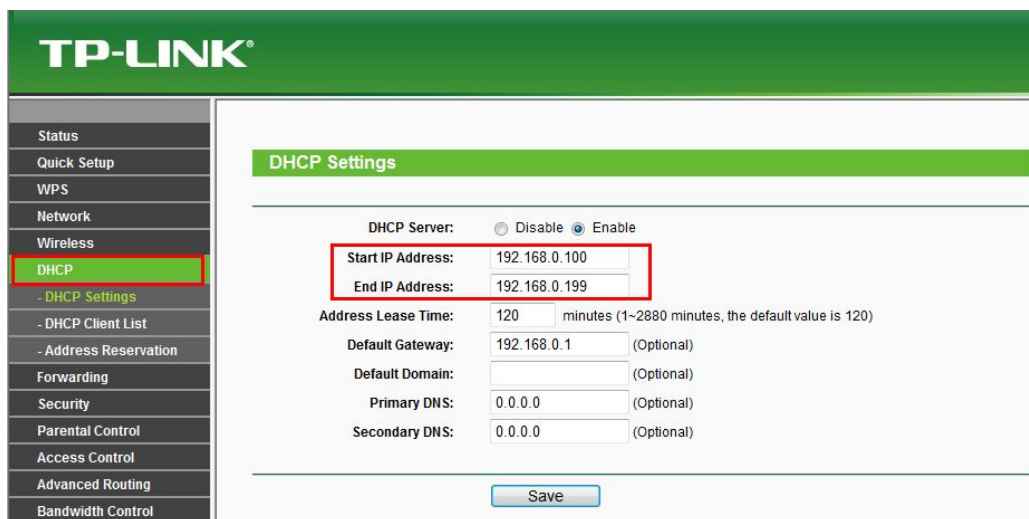 TP-LINK®
Status
Quick Setup
WPS
Network
Wireless
DHCP
- DHCP Settings
- DHCP Client List
- Address Reservation
Forwarding
Security
Parental Control
Access Control
Advanced Routing
Bandwidth Control
DHCP Settings
DHCP Server: Disable Enable
Start IP Address: 192.168.0.100
End IP Address: 192.168.0.199
Address Lease Time: 120 minutes (1~2880 minutes, the default value is 120)
Default Gateway: 192.168.0.1 (Optional)
Default Domain: (Optional)
Primary DNS: 0.0.0.0 (Optional)
Secondary DNS: 0.0.0.0 (Optional)
Save